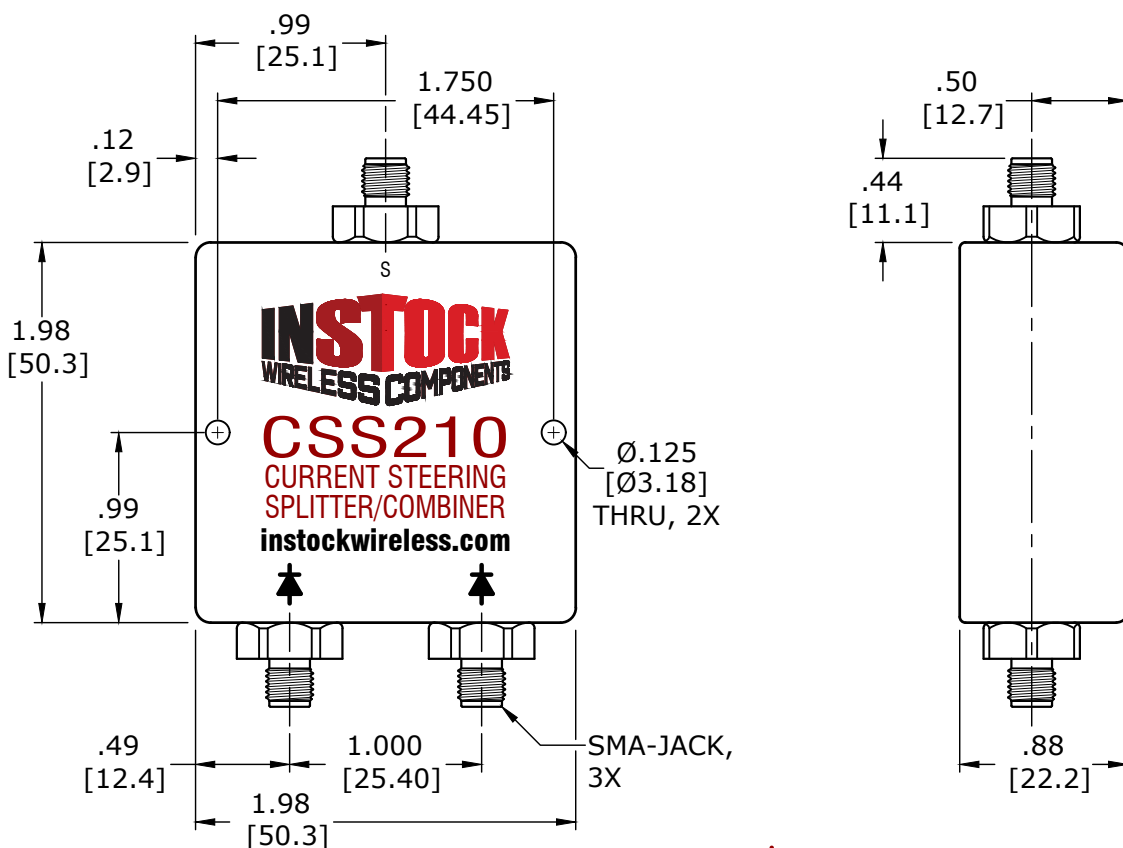 .99
[25.1]
1.750
[44.45]
.12
[2.9]
.50
[12.7]
.44
[11.1]
S
INSTOCK
WIRELESS COMPONENTS
CSS210
CURRENT STEERING
SPLITTER/COMBINER
instockwireless.com
1.98
[50.3]
.99
[25.1]
Ø.125
[Ø3.18]
THRU, 2X
.49
[12.4]
1.000
[25.40]
SMA-JACK,
3X
1.98
[50.3]
.88
[22.2]